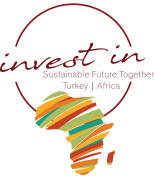 invest in
Sustainable Future Together
Turkey | Africa